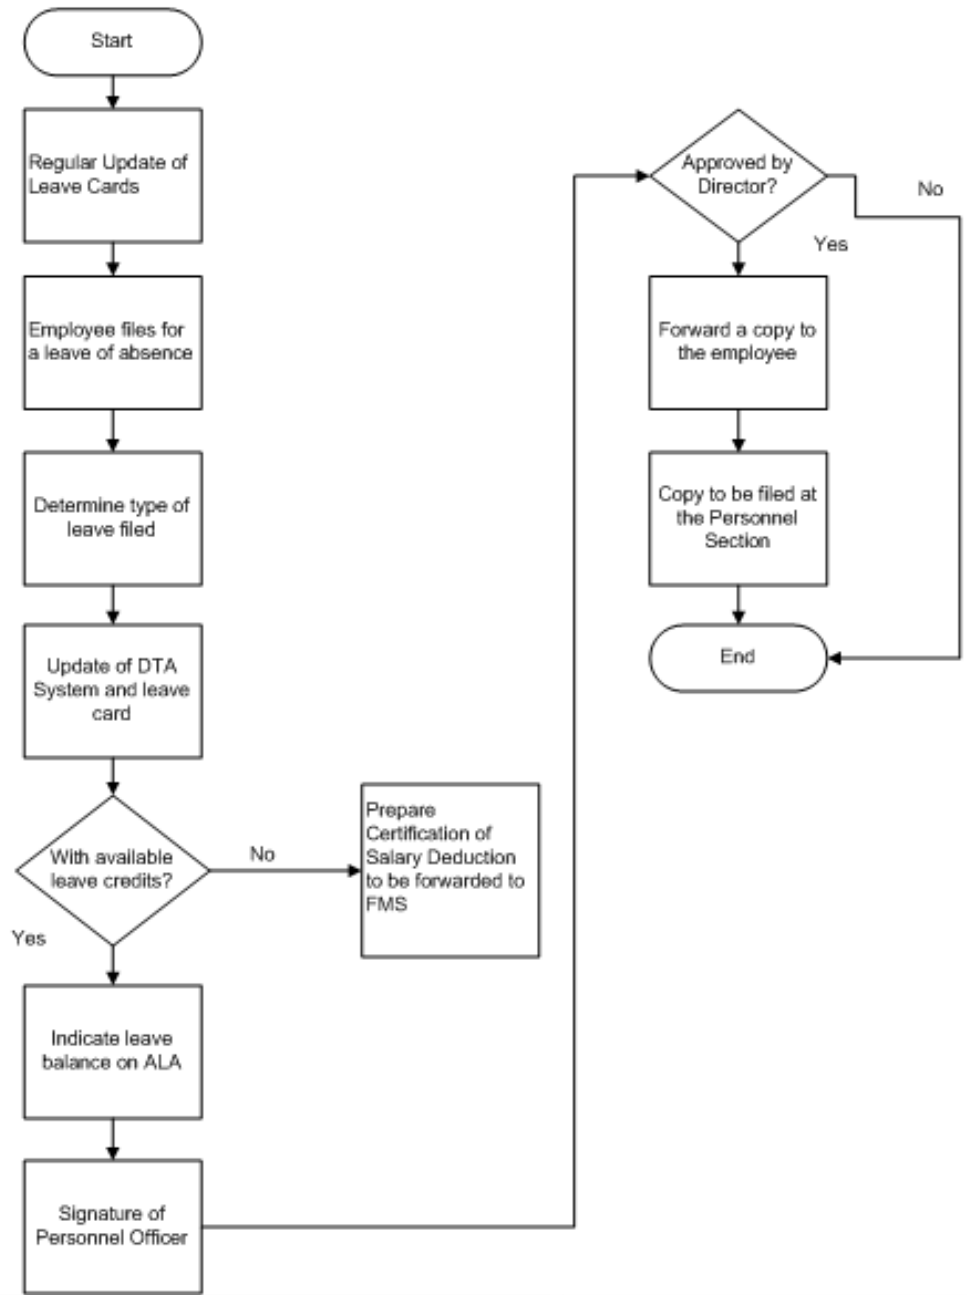 Start
Regular Update of
Leave Cards
Employee files for
a leave of absence
Determine type of
leave filed
Update of DTA
System and leave
card
With available
leave credits?
No
Prepare
Certification of
Salary Deduction
to be forwarded to
FMS
Yes
Indicate leave
balance on ALA
Signature of
Personnel Officer
Approved by
Director?
No
Yes
Forward a copy to
the employee
Copy to be filed at
the Personnel
Section
End